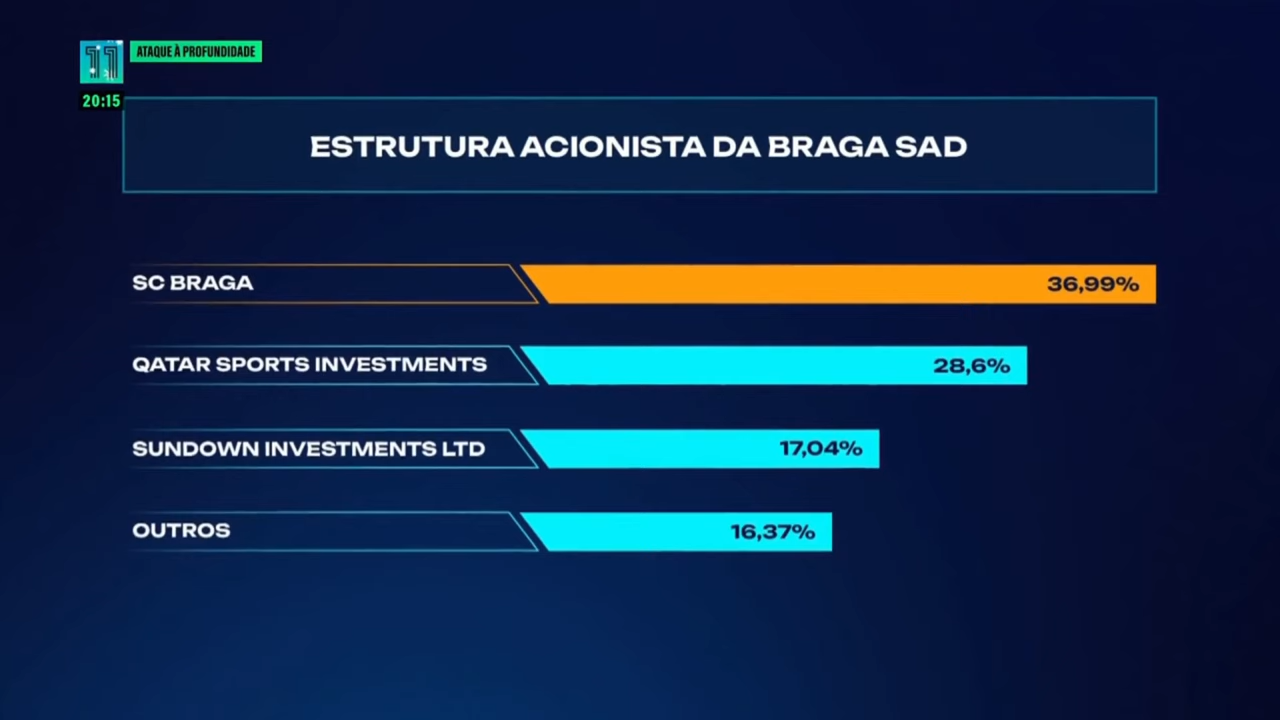 11
ATAQUE À PROFUNDIDADE
20:15
ESTRUTURA ACIONISTA DA BRAGA SAD
SC BRAGA 36,99%
QATAR SPORTS INVESTMENTS 28,6%
SUNDOWN INVESTMENTS LTD 17,04%
OUTROS 16,37%